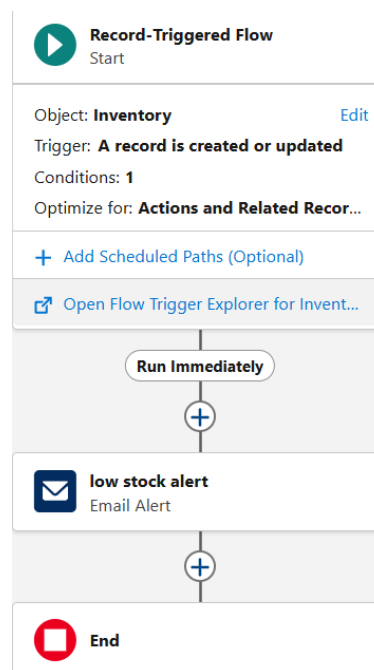 Record-Triggered Flow
Start
Object: Inventory Edit
Trigger: A record is created or updated
Conditions: 1
Optimize for: Actions and Related Recor...
+ Add Scheduled Paths (Optional)
Open Flow Trigger Explorer for Invent...
Run Immediately
low stock alert
Email Alert
End